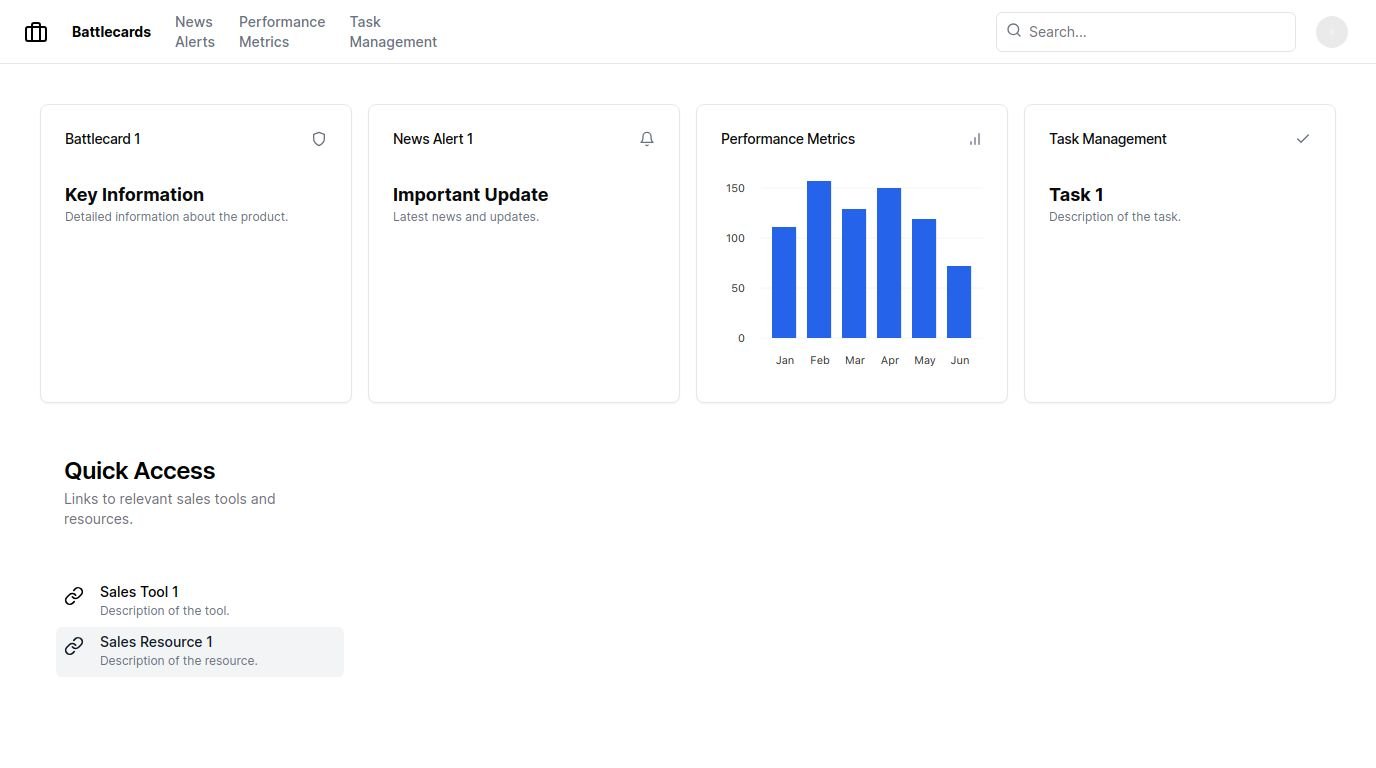 Battlecards
News
Alerts
Performance
Metrics
Task
Management
Search...
Battlecard 1
Key Information
Detailed information about the product.
News Alert 1
Important Update
Latest news and updates.
Performance Metrics
150
100
50
0
Jan Feb Mar Apr May Jun
Task Management
Task 1
Description of the task.
Quick Access
Links to relevant sales tools and
resources.
Sales Tool 1
Description of the tool.
Sales Resource 1
Description of the resource.